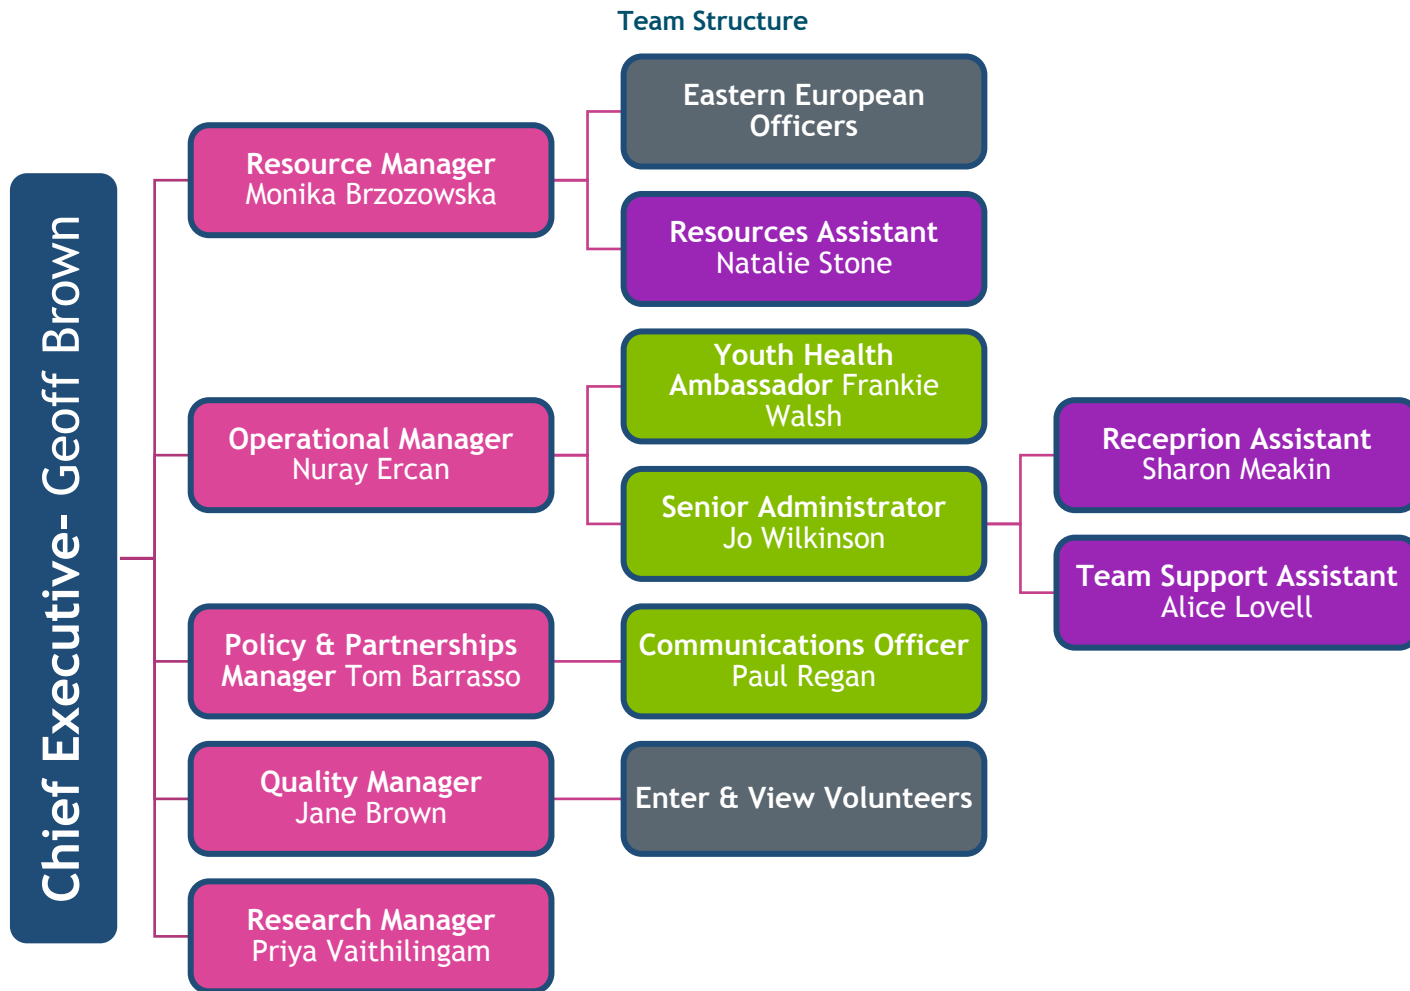 Team Structure
Chief Executive- Geoff Brown
Resource Manager
Monika Brzozowska
Eastern European
Officers
Resources Assistant
Natalie Stone
Operational Manager
Nuray Ercan
Youth Health
Ambassador Frankie
Walsh
Senior Administrator
Jo Wilkinson
Receprion Assistant
Sharon Meakin
Team Support Assistant
Alice Lovell
Policy & Partnerships
Manager Tom Barrasso
Communications Officer
Paul Regan
Quality Manager
Jane Brown
Enter & View Volunteers
Research Manager
Priya Vaithilingam